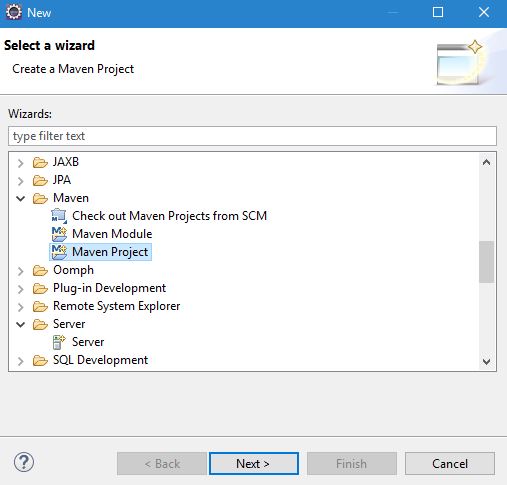 New
Select a wizard
Create a Maven Project
Wizards:
type filter text
JAXB
JPA
Maven
Check out Maven Projects from SCM
Maven Module
Maven Project
Oomph
Plug-in Development
Remote System Explorer
Server
Server
SQL Development
? < Back Next > Finish Cancel